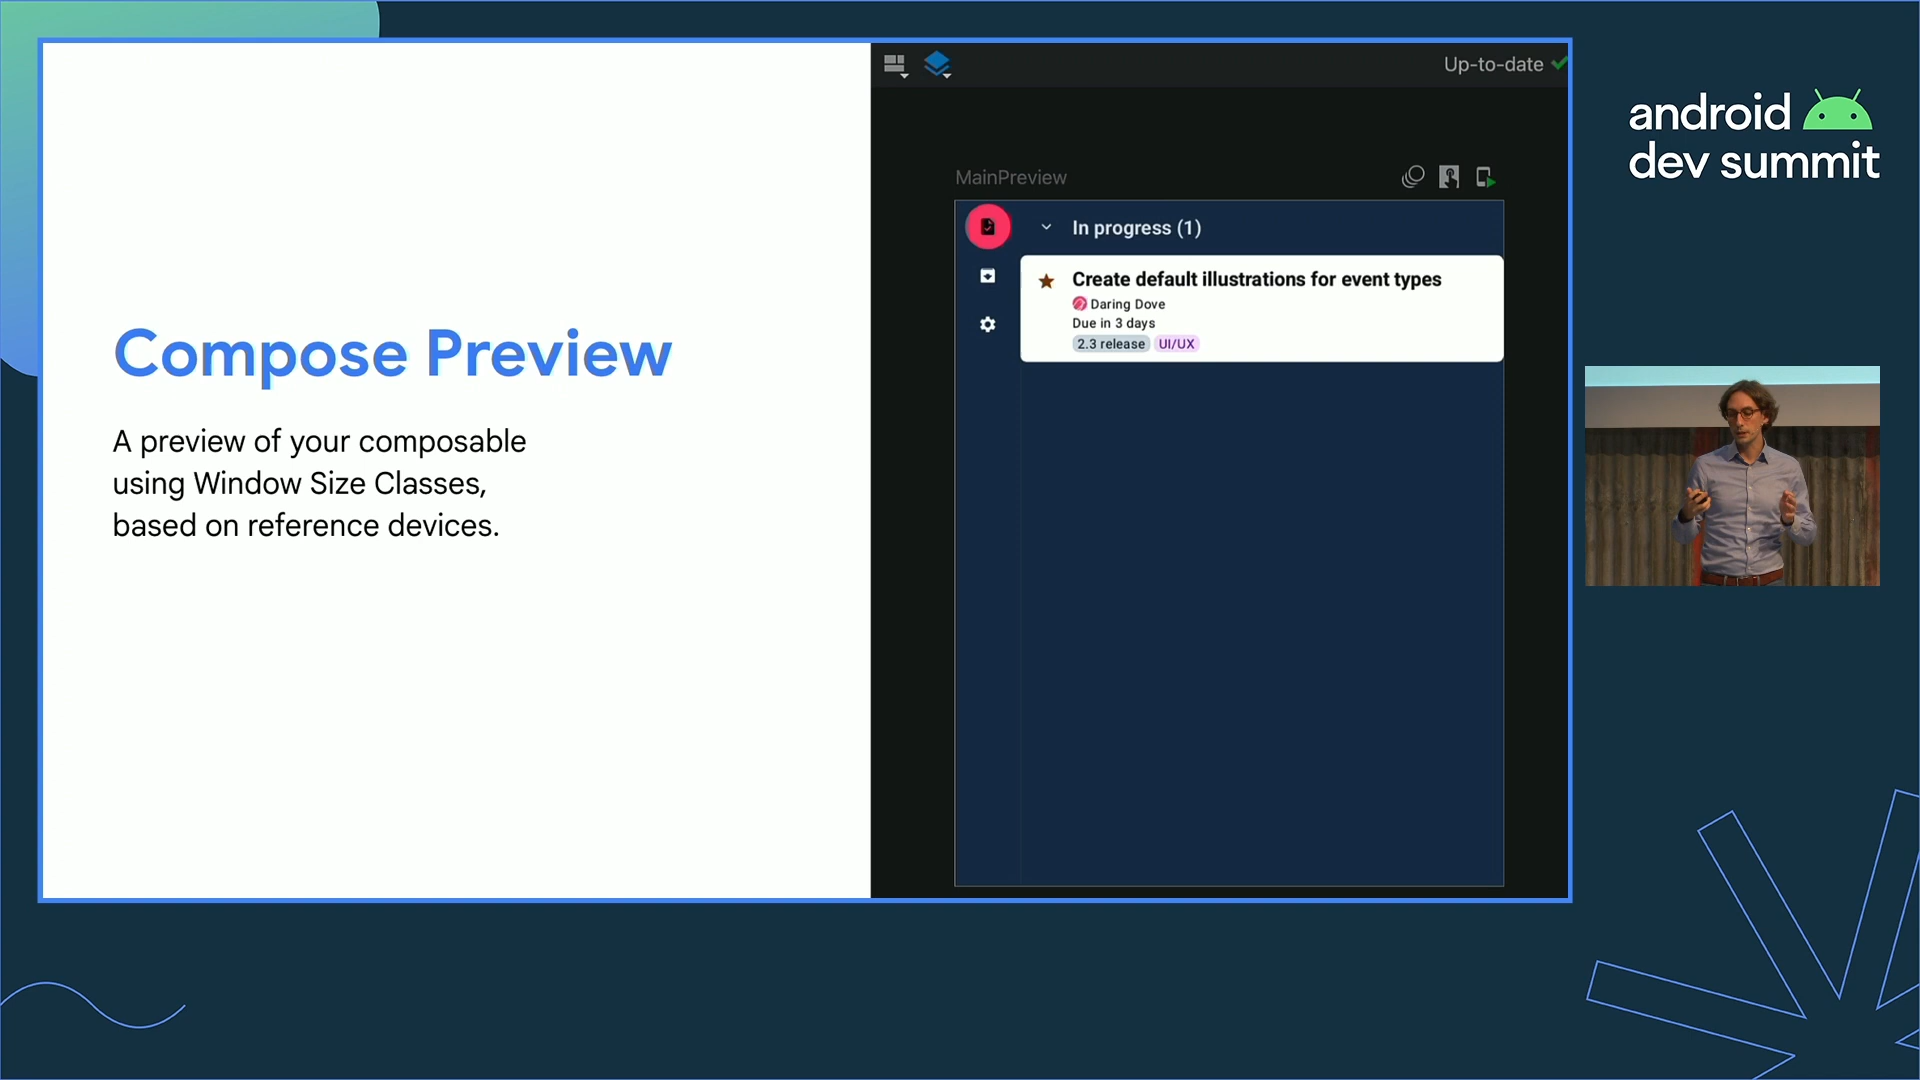 Compose Preview
A preview of your composable
using Window Size Classes,
based on reference devices.
Up-to-date
MainPreview
In progress (1)
Create default illustrations for event types
Daring Dove
Due in 3 days
2.3 release UI/UX
android
dev summit